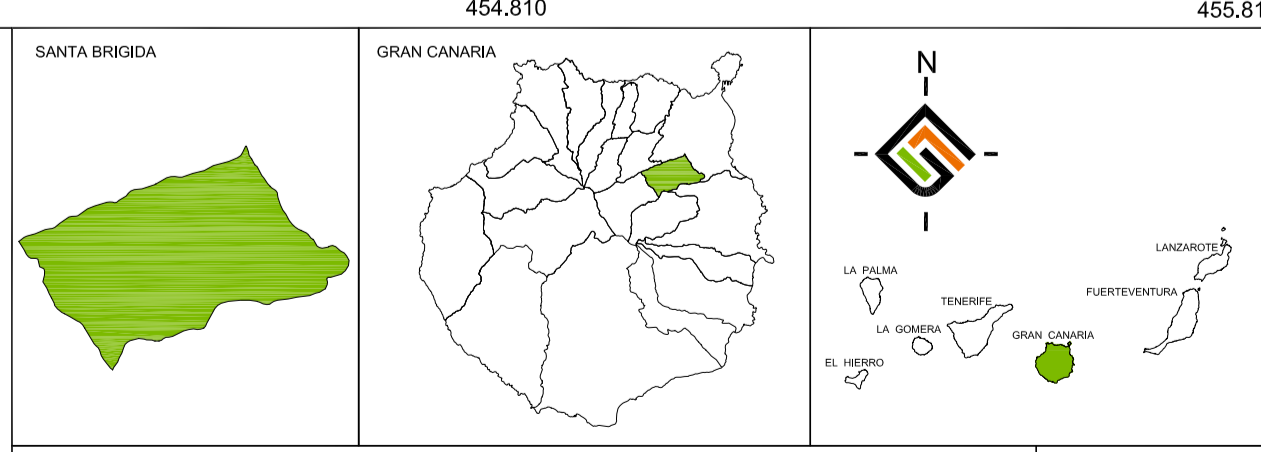 454.810
455.81
SANTA BRIGIDA
GRAN CANARIA
N
LANZAROTE
LA PALMA
FUERTEVENTURA
TENERIFE
LA GOMERA
GRAN CANARIA
EL HIERRO